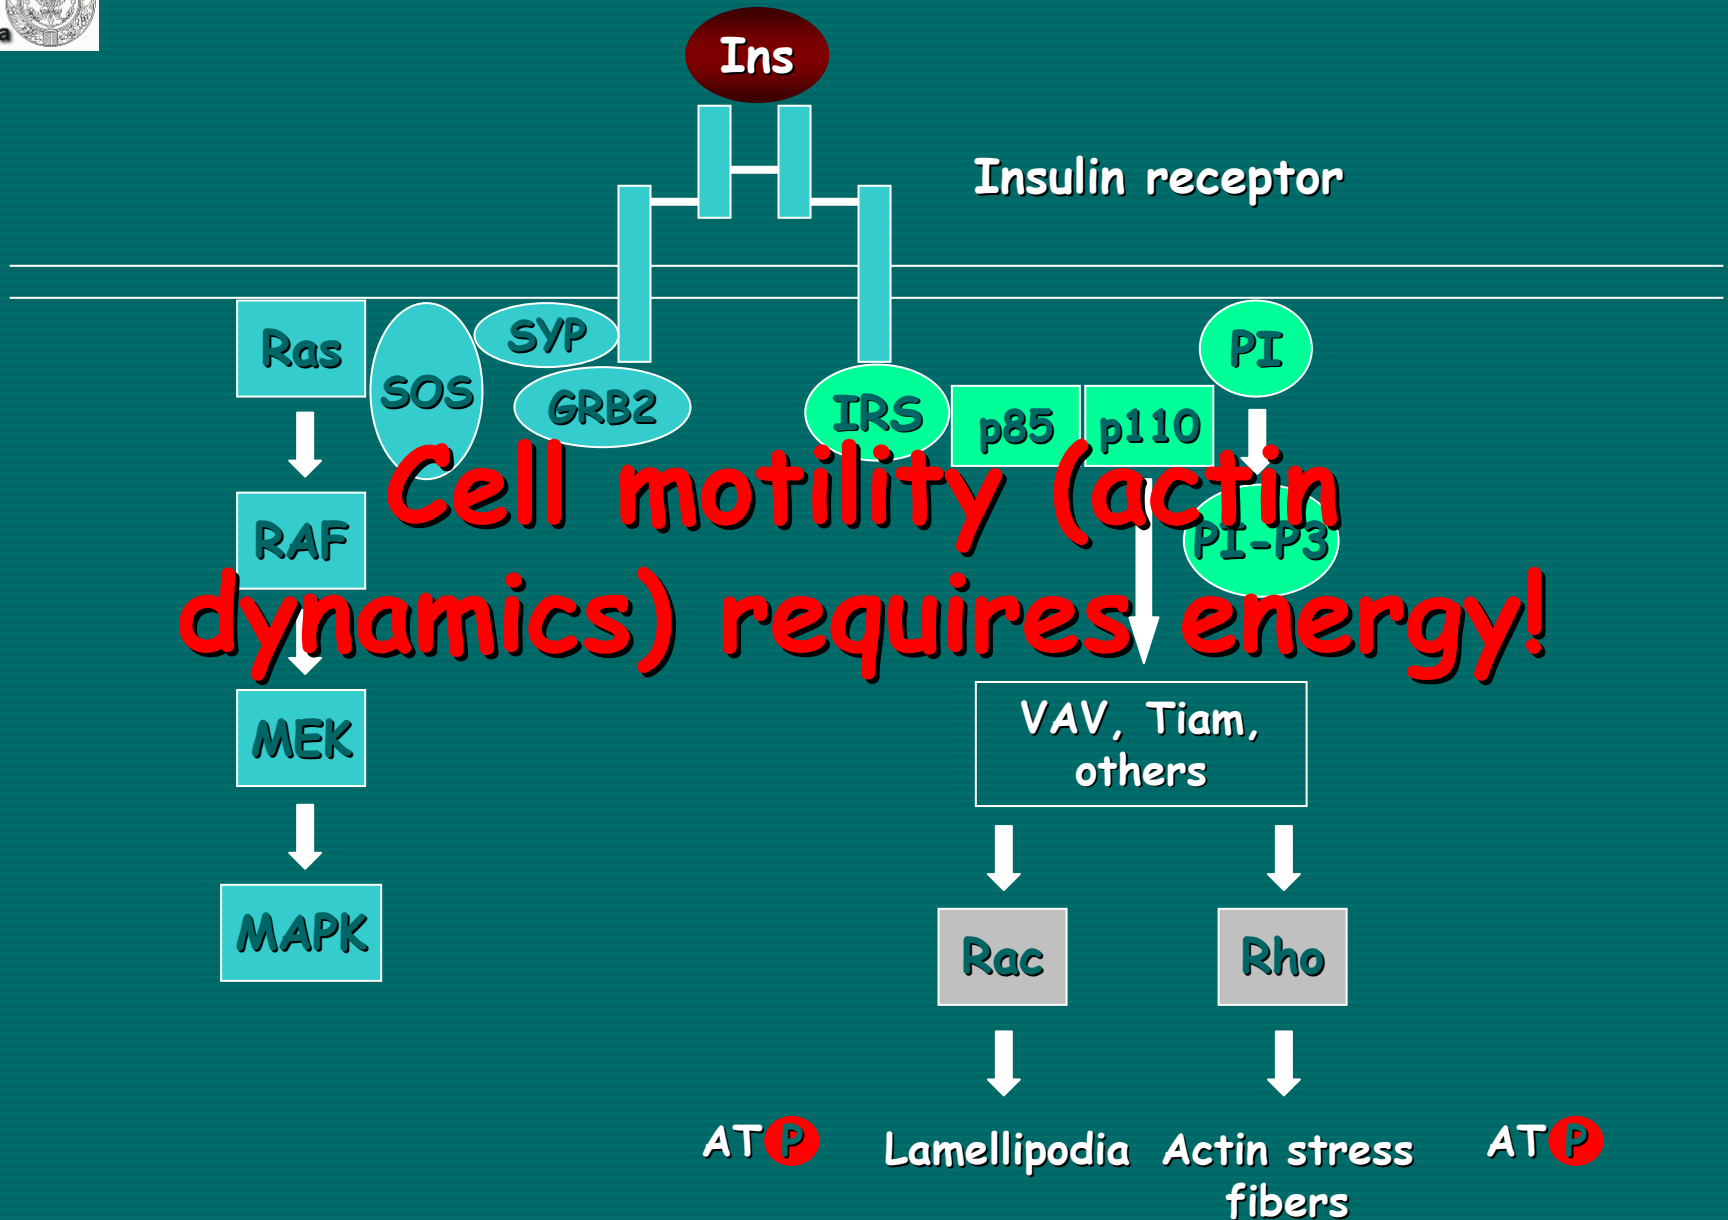 a
Ins
Insulin receptor
Ras
SOS
SYP
GRB2
IRS
p85
p110
PI
Cell motility (actin
dynamics) requires energy!
RAF
PI-P3
MEK
VAV, Tiam,
others
MAPK
Rac
Rho
ATP
Lamellipodia
Actin stress
fibers
ATP